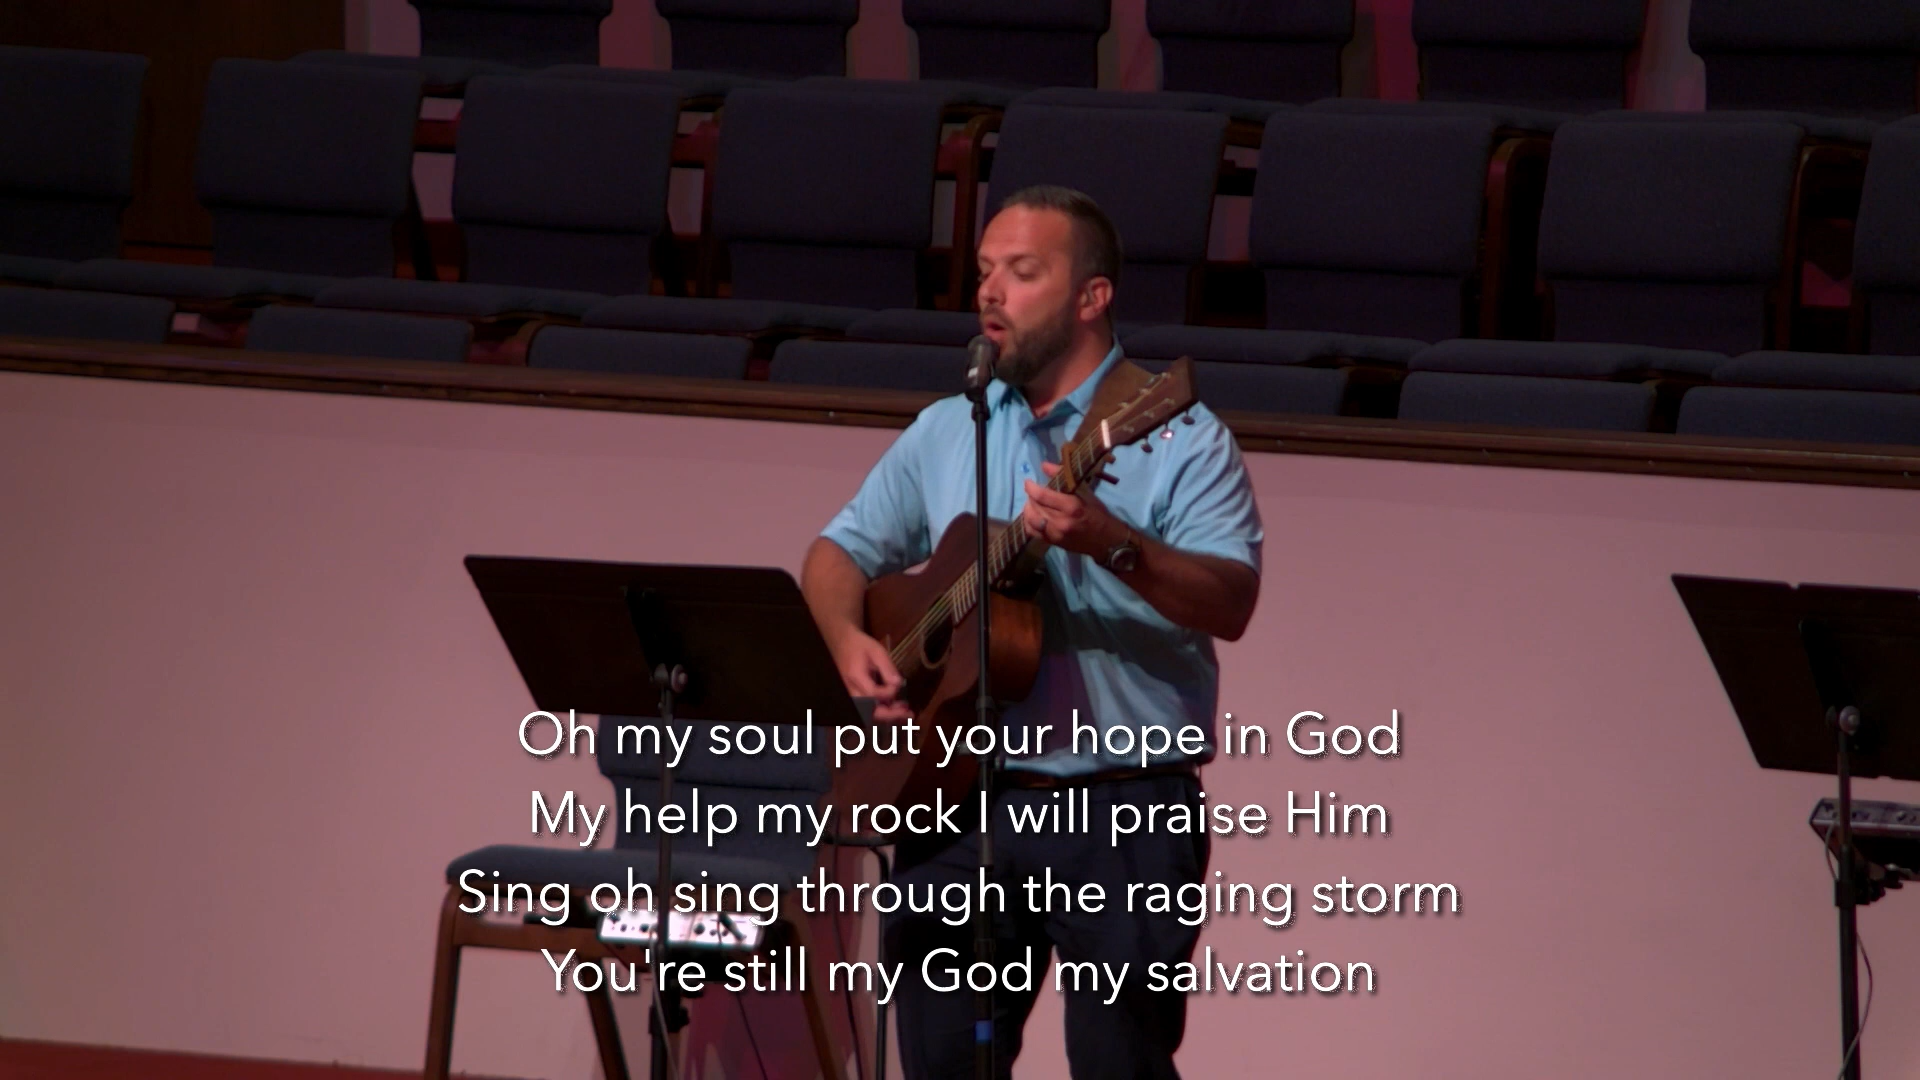 Oh my soul put your hope in God
My help my rock I will praise Him
Sing oh sing through the raging storm
You're still my God my salvation